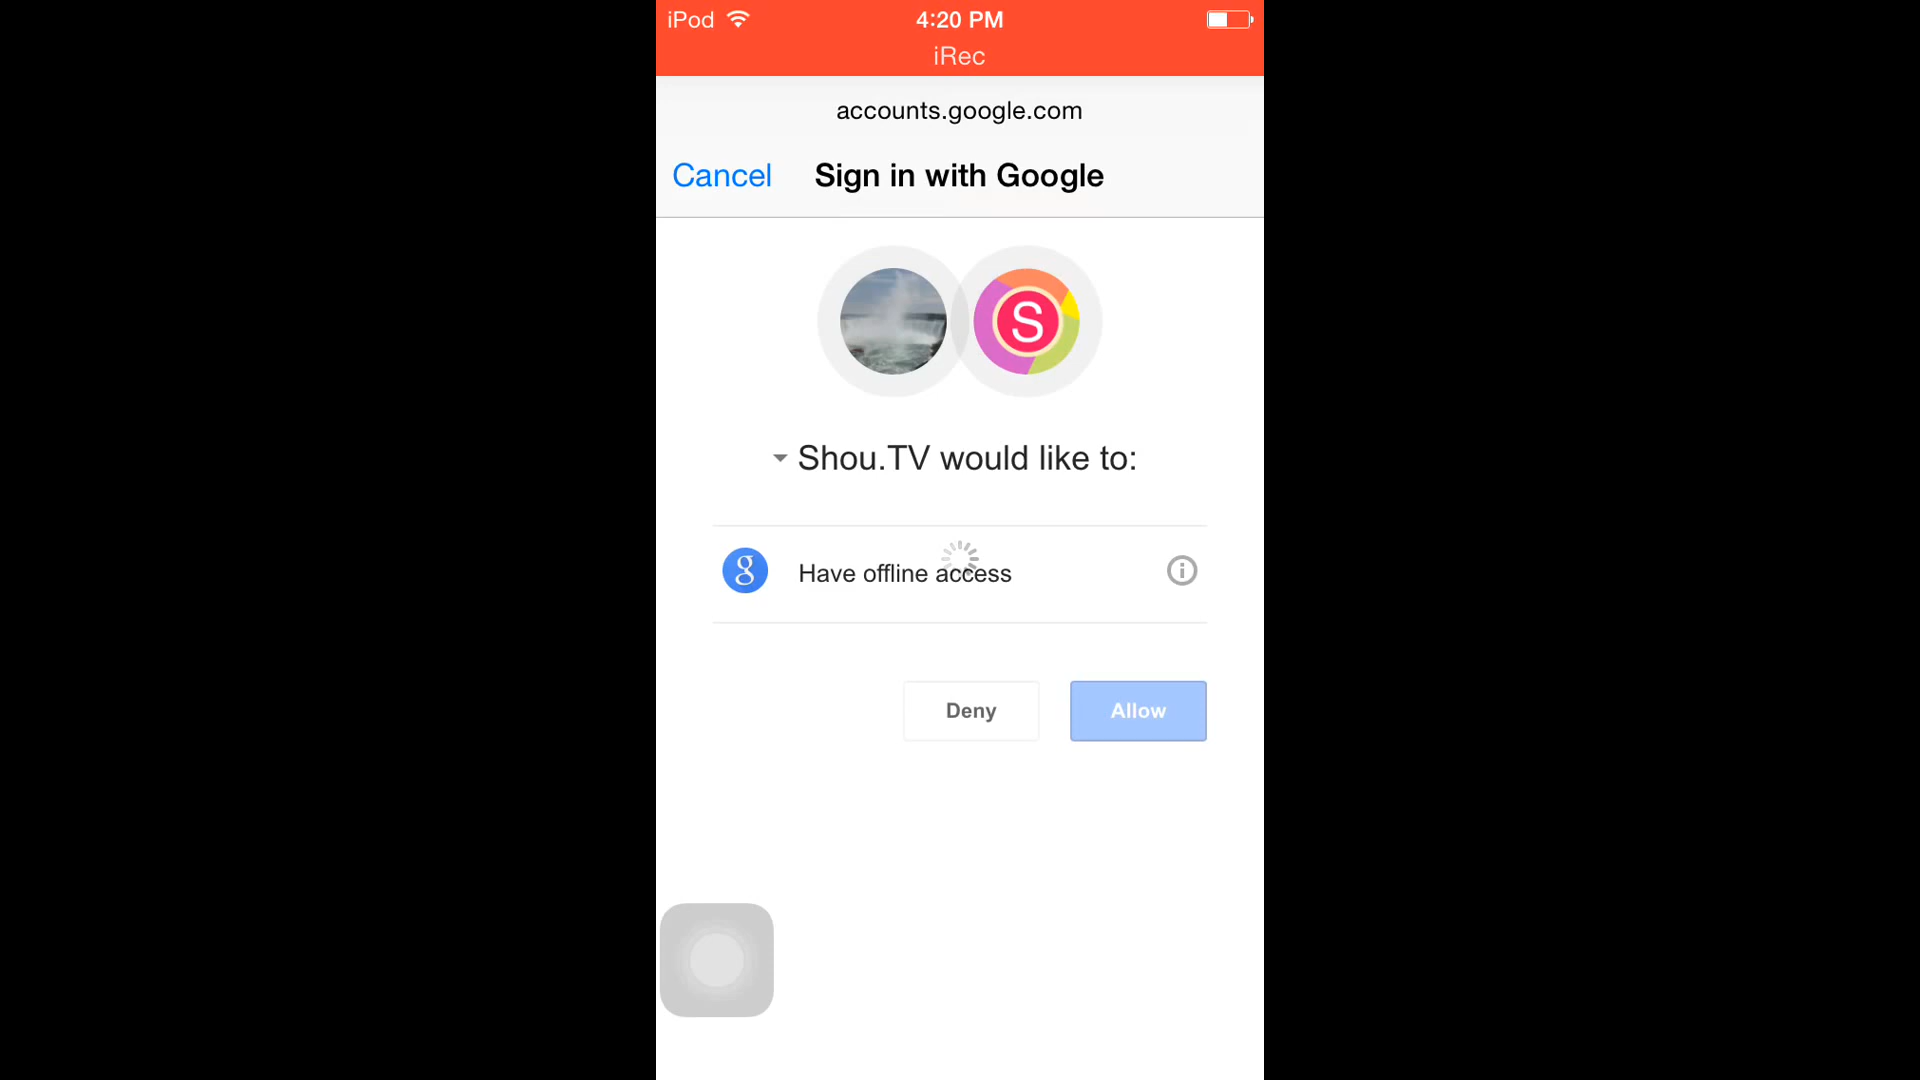 iPod 4:20 PM
iRec
accounts.google.com
Cancel Sign in with Google
S
Shou.TV would like to:
g Have offline access
Deny Allow